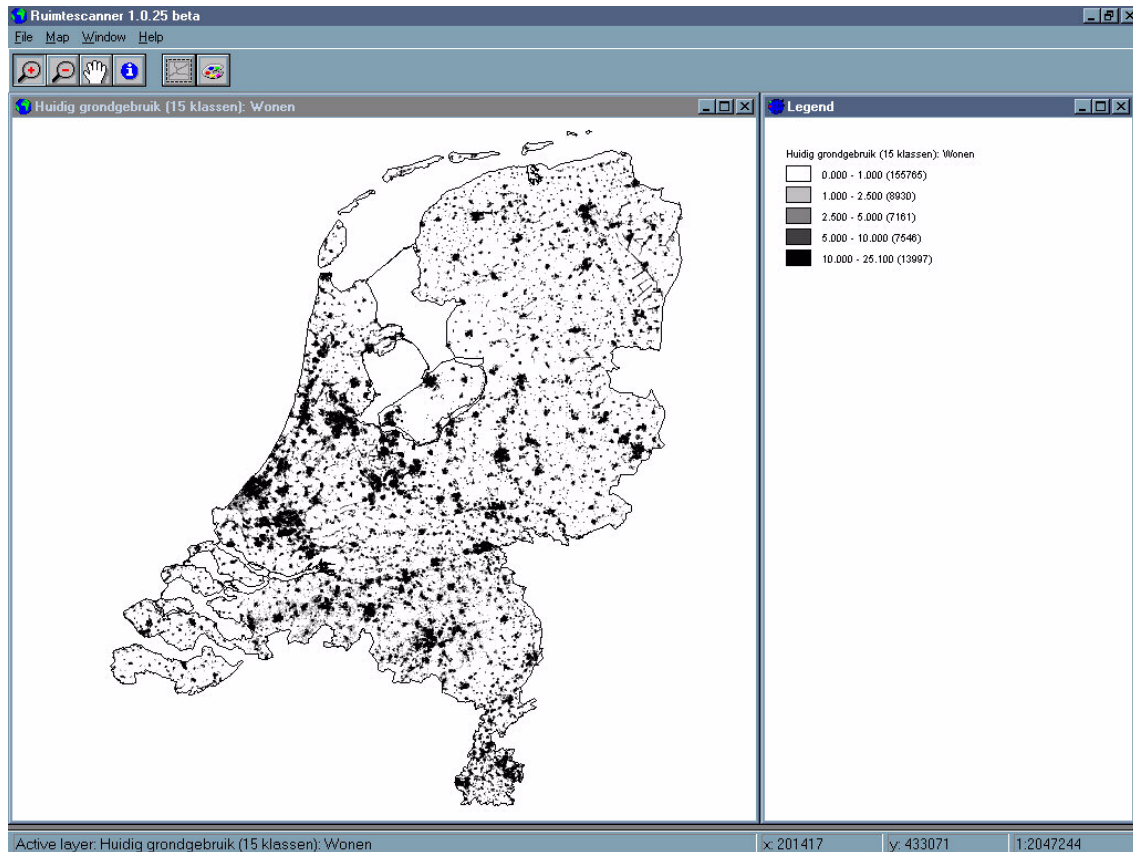 Ruimtescanner 1.0.25 beta
File Map Window Help
Huidig grondgebruik (15 klassen): Wonen
Legend
Huidig grondgebruik (15 klassen): Wonen
0.000 - 1.000 (155765)
1.000 - 2.500 (8930)
2.500 - 5.000 (7161)
5.000 - 10.000 (7546)
10.000 - 25.100 (13997)
Active layer: Huidig grondgebruik (15 klassen): Wonen x: 201417 y: 433071 1:2047244